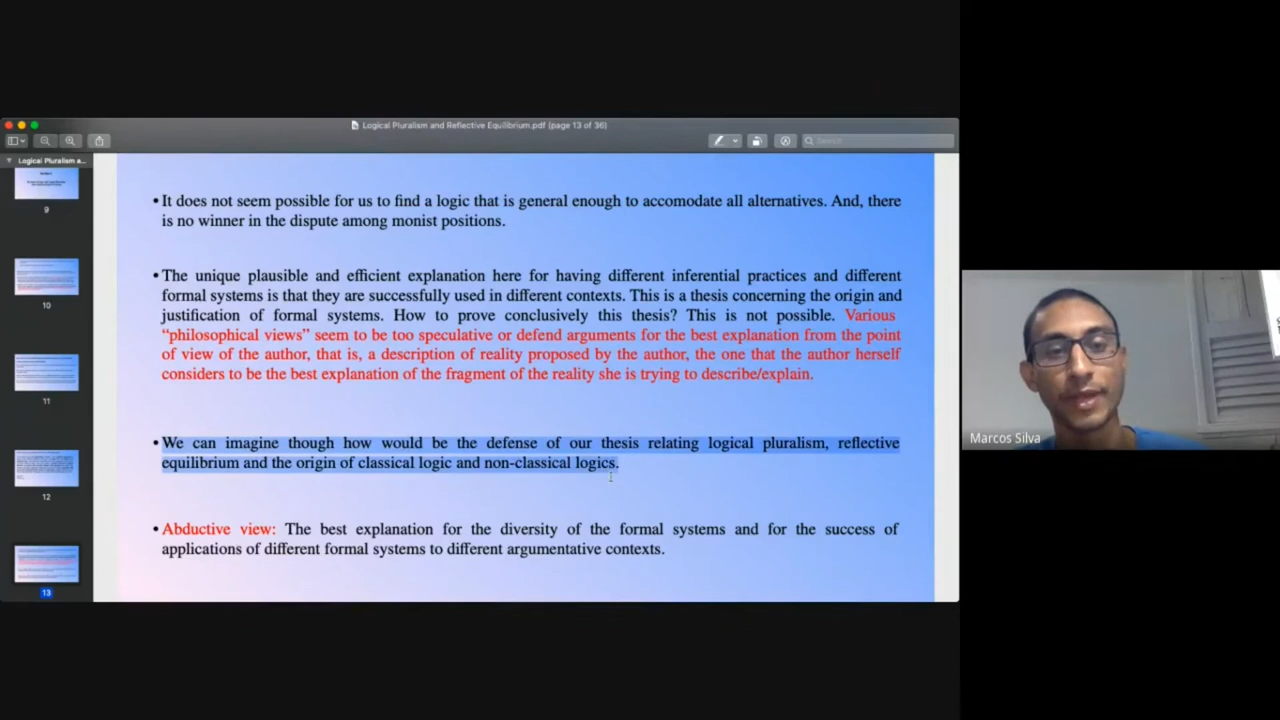 Logical Pluralism and Reflective Equilibrium.pdf (page 13 of 36)
Search
Logical Pluralism a...
9
10
11
12
13
• It does not seem possible for us to find a logic that is general enough to accomodate all alternatives. And, there
is no winner in the dispute among monist positions.
• The unique plausible and efficient explanation here for having different inferential practices and different
formal systems is that they are successfully used in different contexts. This is a thesis concerning the origin and
justification of formal systems. How to prove conclusively this thesis? This is not possible. Various
“philosophical views” seem to be too speculative or defend arguments for the best explanation from the point
of view of the author, that is, a description of reality proposed by the author, the one that the author herself
considers to be the best explanation of the fragment of the reality she is trying to describe/explain.
• We can imagine though how would be the defense of our thesis relating logical pluralism, reflective
equilibrium and the origin of classical logic and non-classical logics.
• Abductive view: The best explanation for the diversity of the formal systems and for the success of
applications of different formal systems to different argumentative contexts.
Marcos Silva